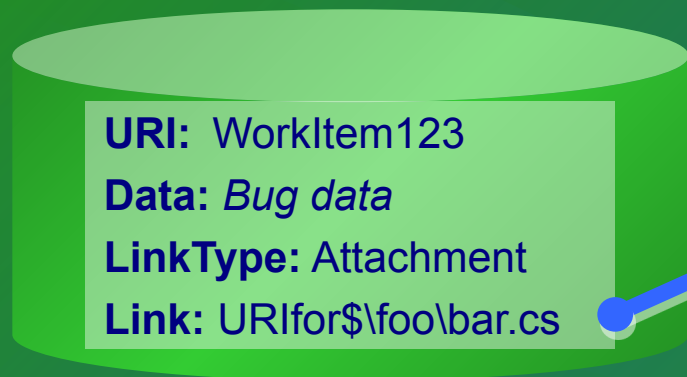 URI: WorkItem123
Data: Bug data
LinkType: Attachment
Link: URIfor$\foo\bar.cs